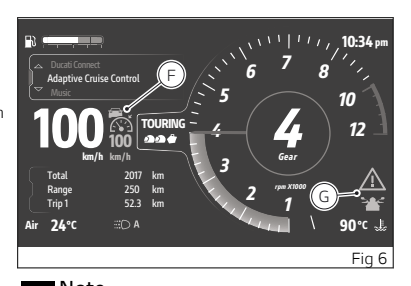 10:34 pm
Ducati Connect
Adaptive Cruise Control
Music
F
n
100
100
km/h km/h
TOURING
1
2
3
4
5
6
7
8
10
12
4
Gear
rpm X1000
G
Total 2017 km
Range 250 km
Trip 1 52.3 km
Air 24°C
A
90°C
Fig 6
Note